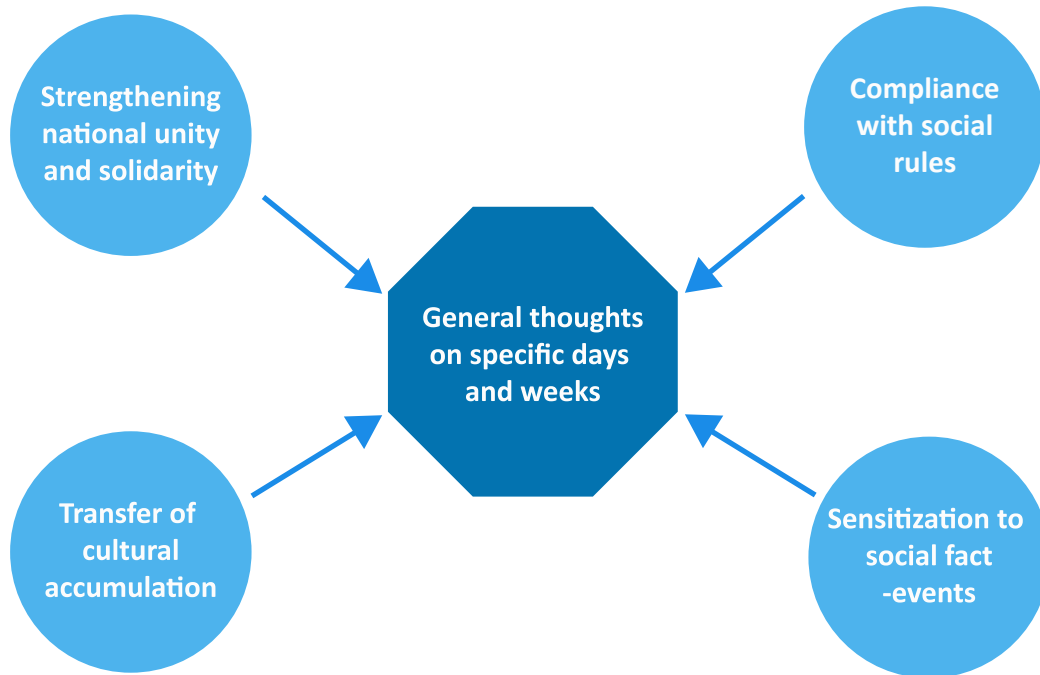 Strengthening
national unity
and solidarity
Compliance
with social
rules
General thoughts
on specific days
and weeks
Transfer of
cultural
accumulation
Sensitization to
social fact
-events